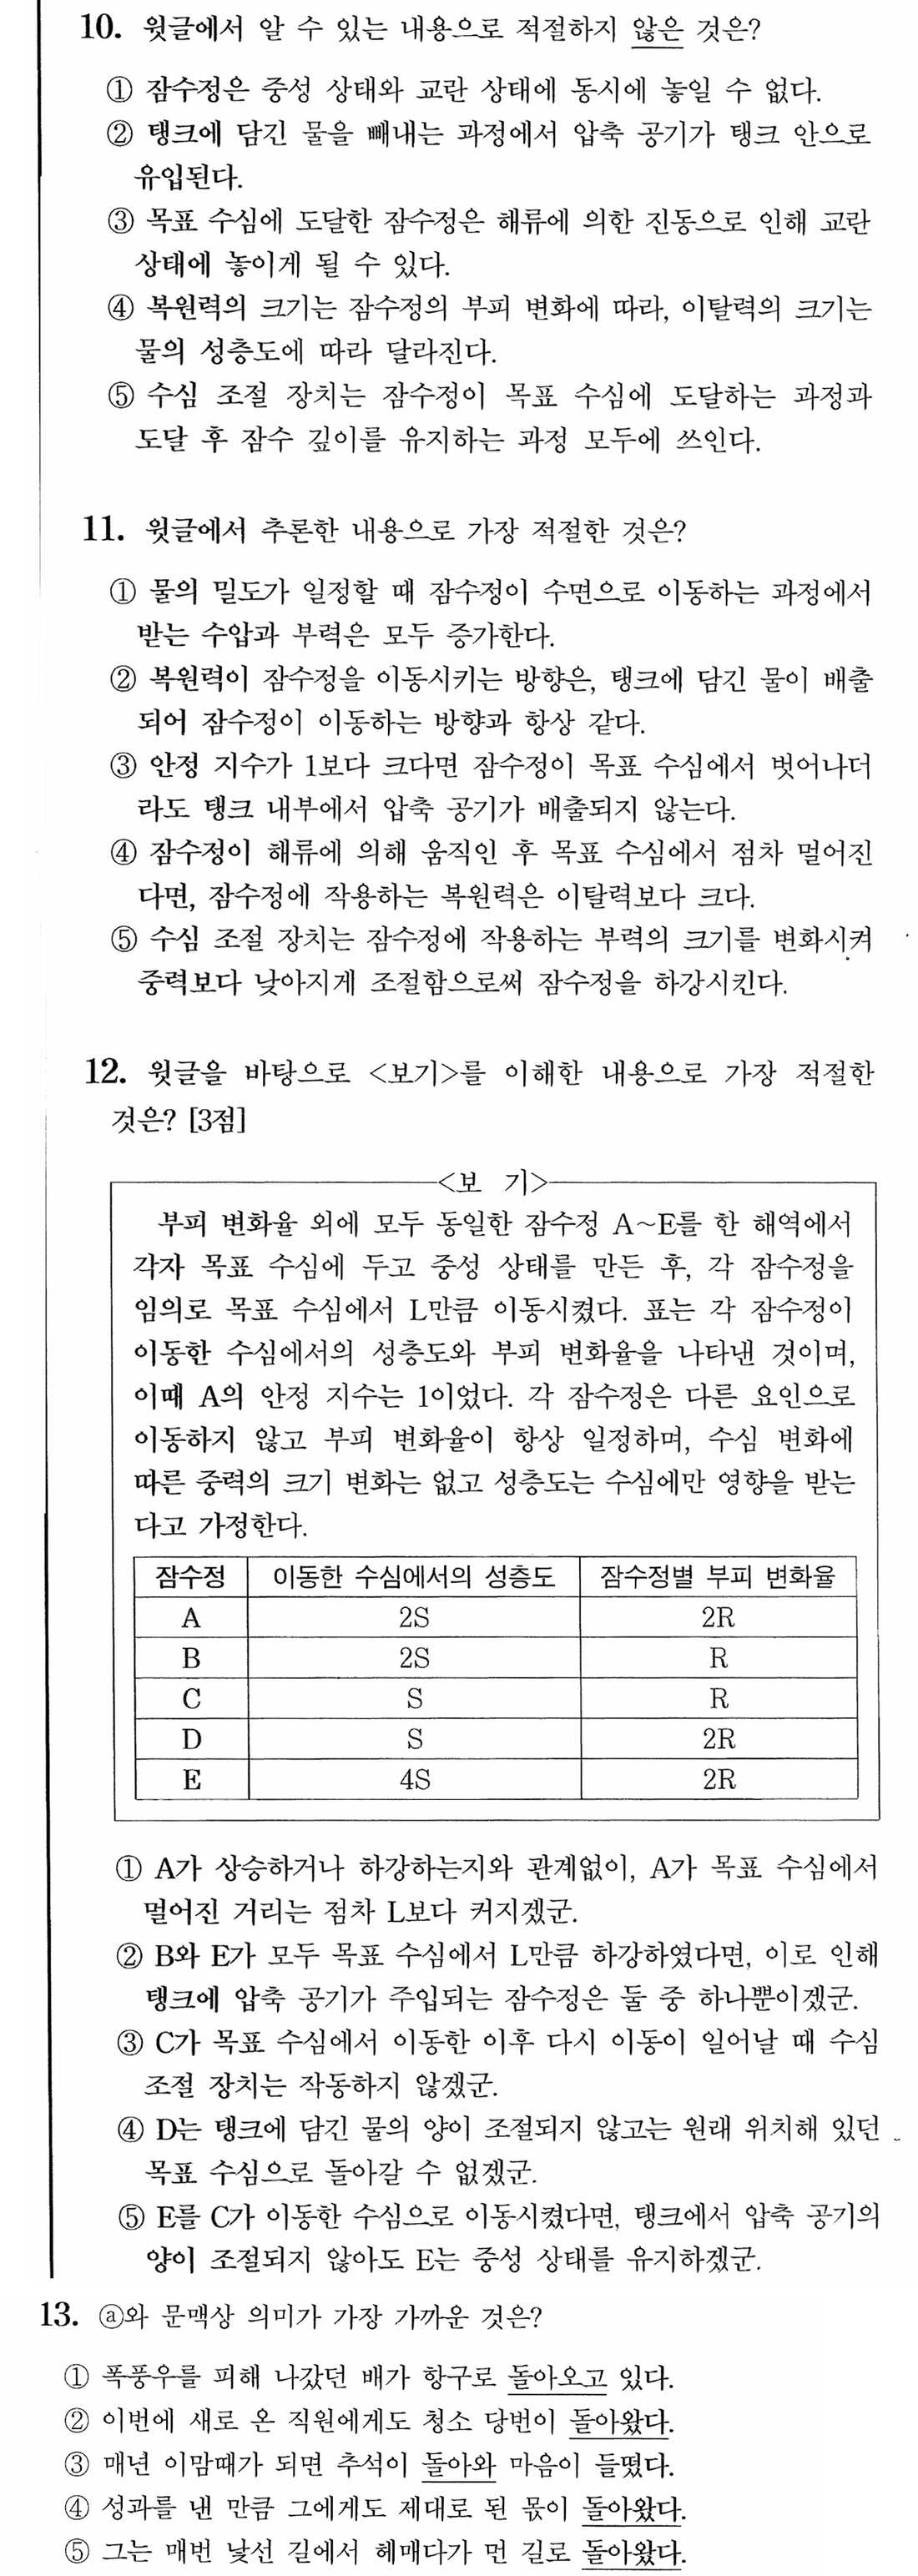 10. 윗글에서 알 수 있는 내용으로 적절하지 않은 것은?
① 잠수정은 중성 상태와 교란 상태에 동시에 놓일 수 없다.
② 탱크에 담긴 물을 빼내는 과정에서 압축 공기가 탱크 안으로
유입된다.
③ 목표 수심에 도달한 잠수정은 해류에 의한 진동으로 인해 교란
상태에 놓이게 될 수 있다.
④ 복원력의 크기는 잠수정의 부피 변화에 따라, 이탈력의 크기는
물의 성층도에 따라 달라진다.
⑤ 수심 조절 장치는 잠수정이 목표 수심에 도달하는 과정과
도달 후 잠수 깊이를 유지하는 과정 모두에 쓰인다.
11. 윗글에서 추론한 내용으로 가장 적절한 것은?
① 물의 밀도가 일정할 때 잠수정이 수면으로 이동하는 과정에서
받는 수압과 부력은 모두 증가한다.
② 복원력이 잠수정을 이동시키는 방향은, 탱크에 담긴 물이 배출
되어 잠수정이 이동하는 방향과 항상 같다.
③ 안정 지수가 1보다 크다면 잠수정이 목표 수심에서 벗어나더
라도 탱크 내부에서 압축 공기가 배출되지 않는다.
④ 잠수정이 해류에 의해 움직인 후 목표 수심에서 점차 멀어진
다면, 잠수정에 작용하는 복원력은 이탈력보다 크다.
⑤ 수심 조절 장치는 잠수정에 작용하는 부력의 크기를 변화시켜
중력보다 낮아지게 조절함으로써 잠수정을 하강시킨다.
12. 윗글을 바탕으로 <보기>를 이해한 내용으로 가장 적절한
것은? [3점]
<보 기>
부피 변화율 외에 모두 동일한 잠수정 A~E를 한 해역에서
각자 목표 수심에 두고 중성 상태를 만든 후, 각 잠수정을
임의로 목표 수심에서 L만큼 이동시켰다. 표는 각 잠수정이
이동한 수심에서의 성층도와 부피 변화율을 나타낸 것이며,
이때 A의 안정 지수는 1이었다. 각 잠수정은 다른 요인으로
이동하지 않고 부피 변화율이 항상 일정하며, 수심 변화에
따른 중력의 크기 변화는 없고 성층도는 수심에만 영향을 받는
다고 가정한다.
잠수정 이동한 수심에서의 성층도 잠수정별 부피 변화율
A 2S 2R
B 2S R
C S R
D S 2R
E 4S 2R
① A가 상승하거나 하강하는지와 관계없이, A가 목표 수심에서
멀어진 거리는 점차 L보다 커지겠군.
② B와 E가 모두 목표 수심에서 L만큼 하강하였다면, 이로 인해
탱크에 압축 공기가 주입되는 잠수정은 둘 중 하나뿐이겠군.
③ C가 목표 수심에서 이동한 이후 다시 이동이 일어날 때 수심
조절 장치는 작동하지 않겠군.
④ D는 탱크에 담긴 물의 양이 조절되지 않고는 원래 위치해 있던
목표 수심으로 돌아갈 수 없겠군.
⑤ E를 C가 이동한 수심으로 이동시켰다면, 탱크에서 압축 공기의
양이 조절되지 않아도 E는 중성 상태를 유지하겠군.
13. ⓐ와 문맥상 의미가 가장 가까운 것은?
① 폭풍우를 피해 나갔던 배가 항구로 돌아오고 있다.
② 이번에 새로 온 직원에게도 청소 당번이 돌아왔다.
③ 매년 이맘때가 되면 추석이 돌아와 마음이 들떴다.
④ 성과를 낸 만큼 그에게도 제대로 된 몫이 돌아왔다.
⑤ 그는 매번 낯선 길에서 헤매다가 먼 길로 돌아왔다.